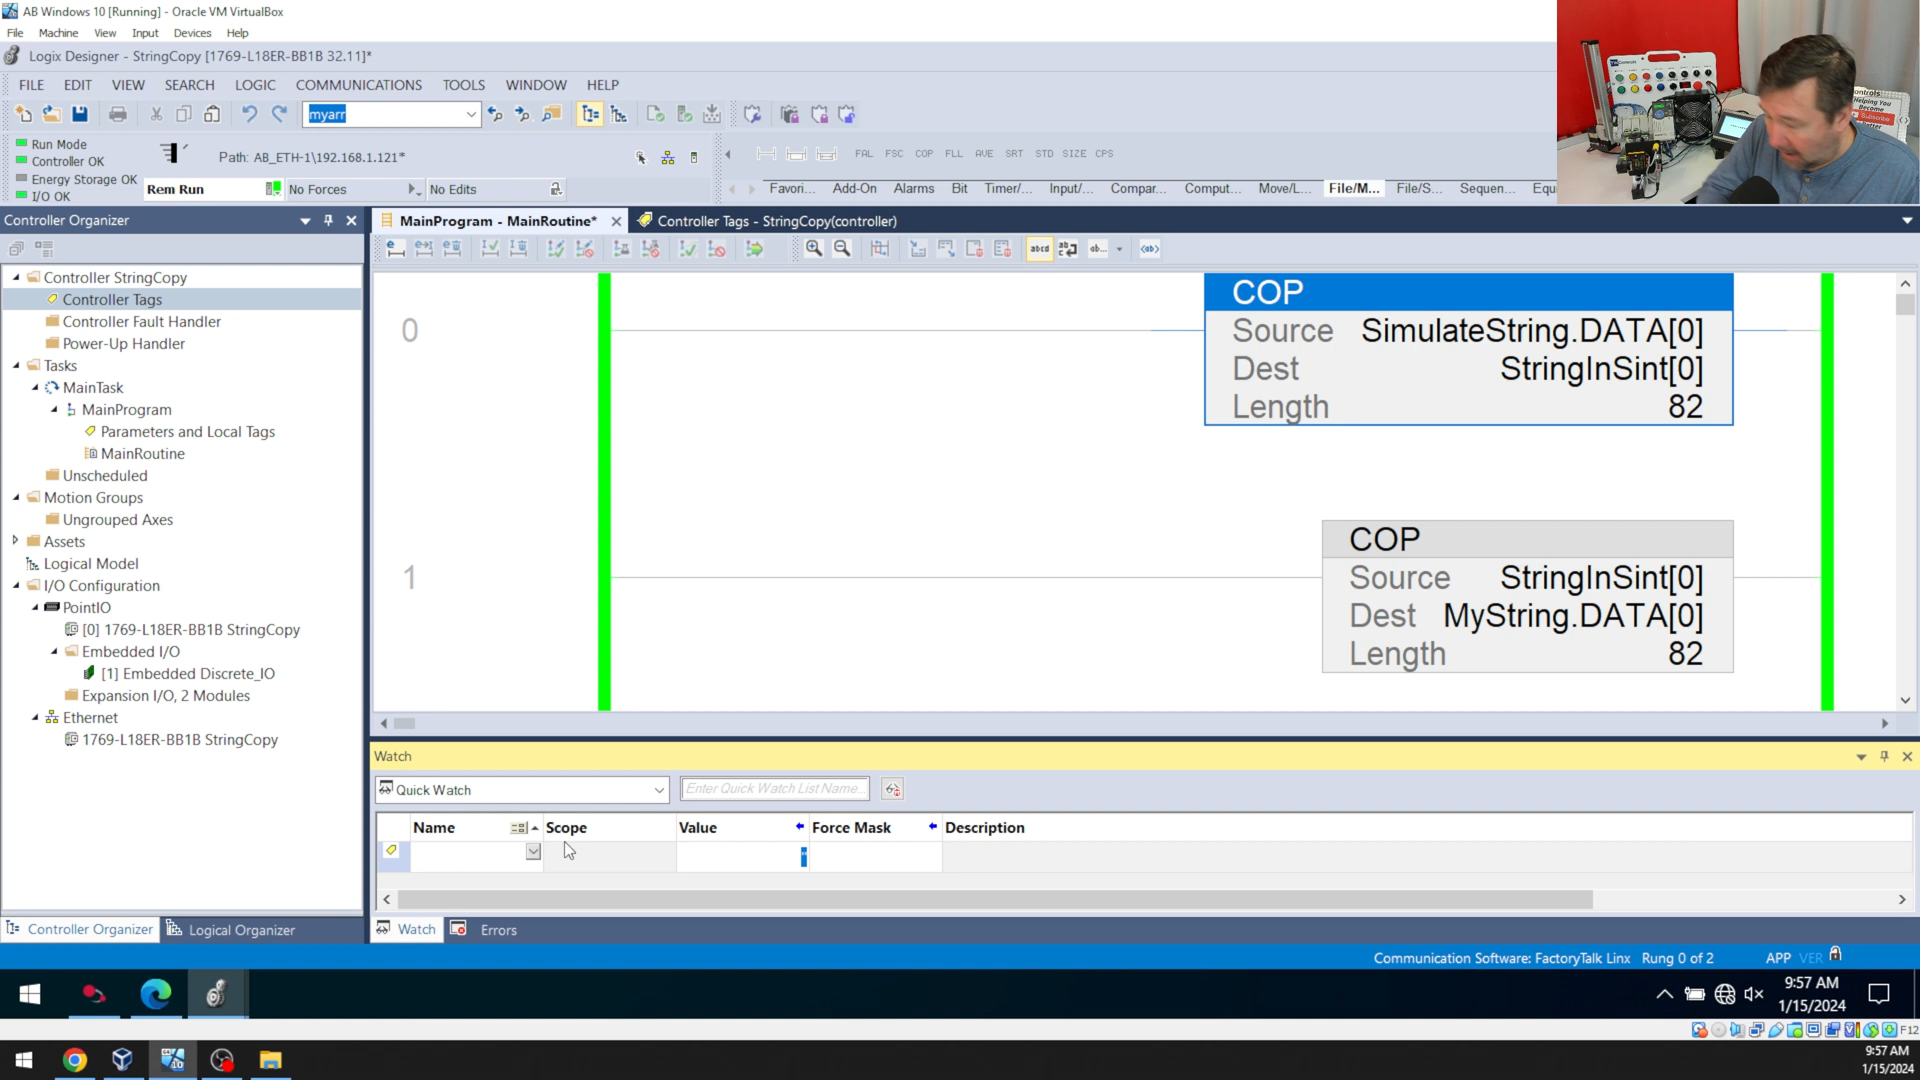 AB Windows 10 [Running] - Oracle VM VirtualBox
File Machine View Input Devices Help
Logix Designer - StringCopy [1769-L18ER-BB1B 32.11]*
FILE EDIT VIEW SEARCH LOGIC COMMUNICATIONS TOOLS WINDOW HELP
myarr
Run Mode
Controller OK
Energy Storage OK
I/O OK
Path: AB_ETH-1\192.168.1.121*
Rem Run
No Forces
No Edits
FAL FSC COP FLL AVE SRT STD SIZE CPS
Favori... Add-On Alarms Bit Timer/... Input/... Compar... Comput... Move/L... File/M... File/S... Sequen... Equ
Controller Organizer
MainProgram - MainRoutine*
Controller Tags - StringCopy(controller)
Controller StringCopy
Controller Tags
Controller Fault Handler
Power-Up Handler
Tasks
MainTask
MainProgram
Parameters and Local Tags
MainRoutine
Unscheduled
Motion Groups
Ungrouped Axes
Assets
Logical Model
I/O Configuration
PointIO
[0] 1769-L18ER-BB1B StringCopy
Embedded I/O
[1] Embedded Discrete_IO
Expansion I/O, 2 Modules
Ethernet
1769-L18ER-BB1B StringCopy
0
COP
Source SimulateString.DATA[0]
Dest StringInSint[0]
Length 82
1
COP
Source StringInSint[0]
Dest MyString.DATA[0]
Length 82
Watch
Quick Watch
Enter Quick Watch List Name...
Name Scope Value Force Mask Description
Controller Organizer
Logical Organizer
Watch
Errors
Communication Software: FactoryTalk Linx Rung 0 of 2 APP VER
9:57 AM
1/15/2024
F12
9:57 AM
1/15/2024